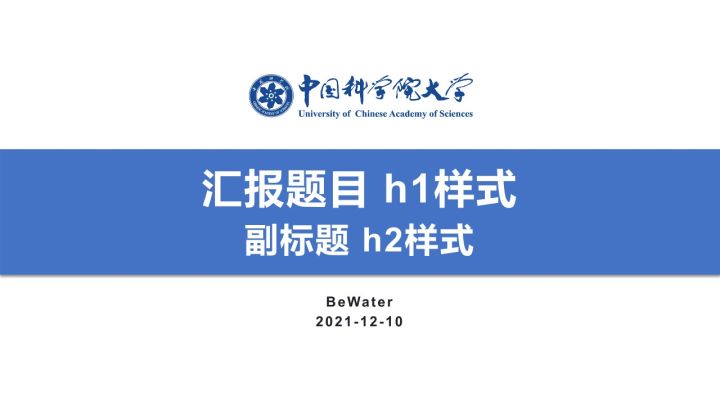 中国科学院大学
University of Chinese Academy of Sciences
汇报题目 h1样式
副标题 h2样式
BeWater
2021-12-10